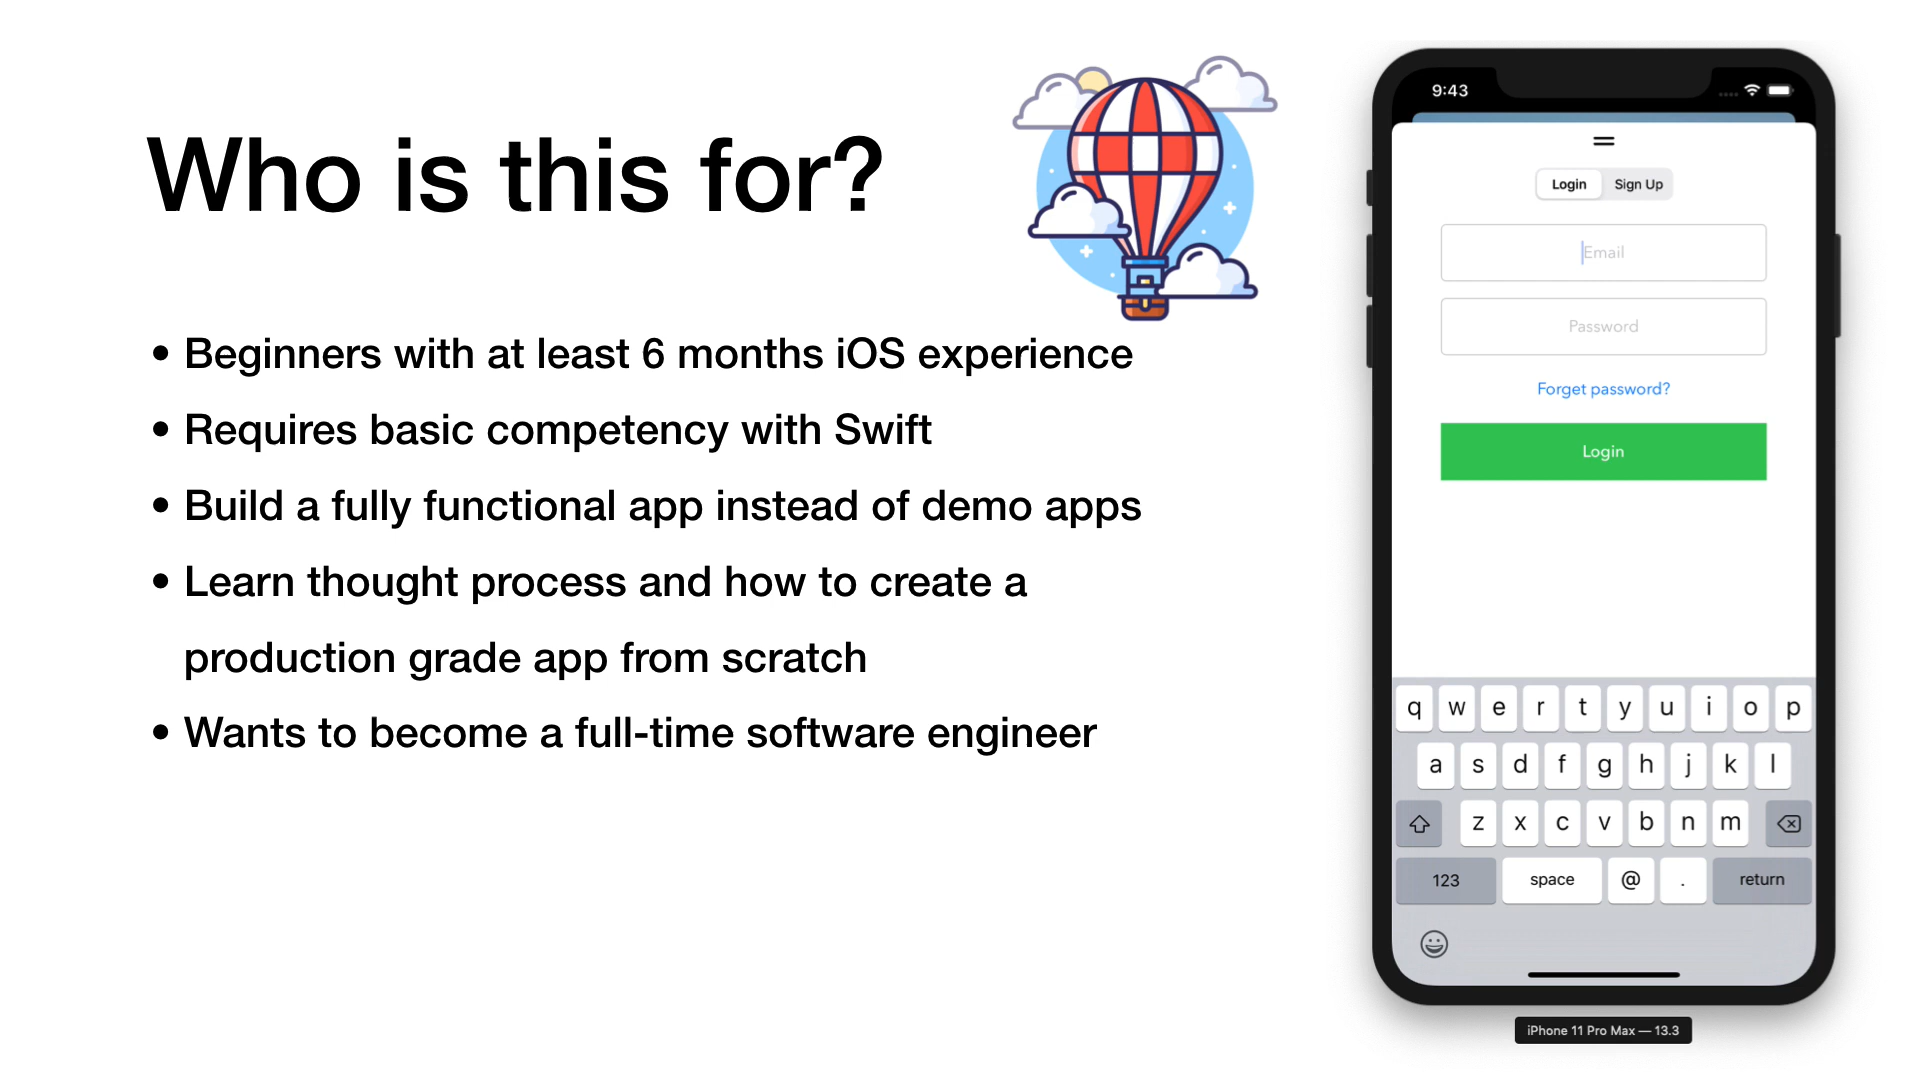 Who is this for?
• Beginners with at least 6 months iOS experience
• Requires basic competency with Swift
• Build a fully functional app instead of demo apps
• Learn thought process and how to create a
production grade app from scratch
• Wants to become a full-time software engineer
9:43
Login Sign Up
Email
Password
Forget password?
Login
q w e r t y u i o p
a s d f g h j k l
z x c v b n m
123 space @ . return
iPhone 11 Pro Max — 13.3